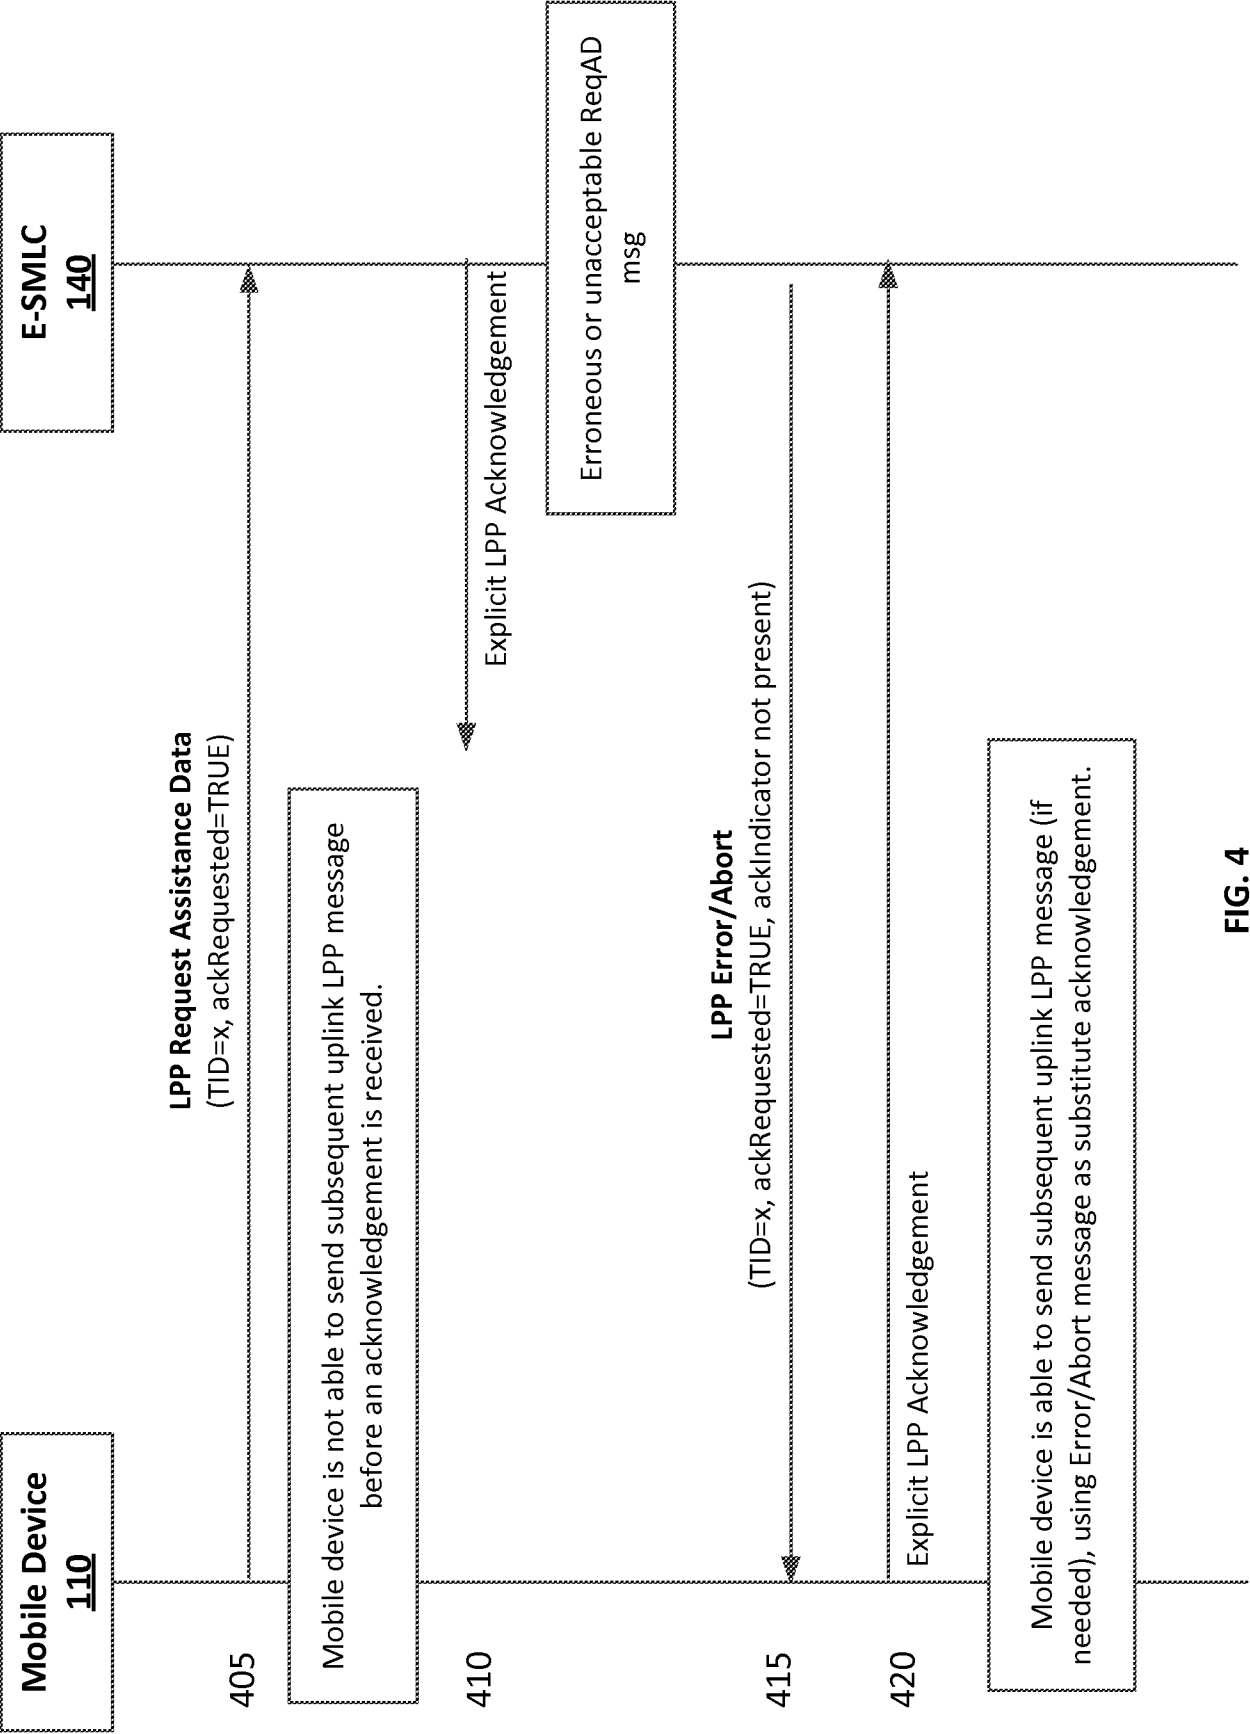 Mobile Device
110
E-SMLC
140
405
LPP Request Assistance Data
(TID=x, ackRequested=TRUE)
Mobile device is not able to send subsequent uplink LPP message
before an acknowledgement is received.
410
Explicit LPP Acknowledgement
Erroneous or unacceptable ReqAD
msg
415
LPP Error/Abort
(TID=x, ackRequested=TRUE, ackIndicator not present)
420
Explicit LPP Acknowledgement
Mobile device is able to send subsequent uplink LPP message (if
needed), using Error/Abort message as substitute acknowledgement.
FIG. 4